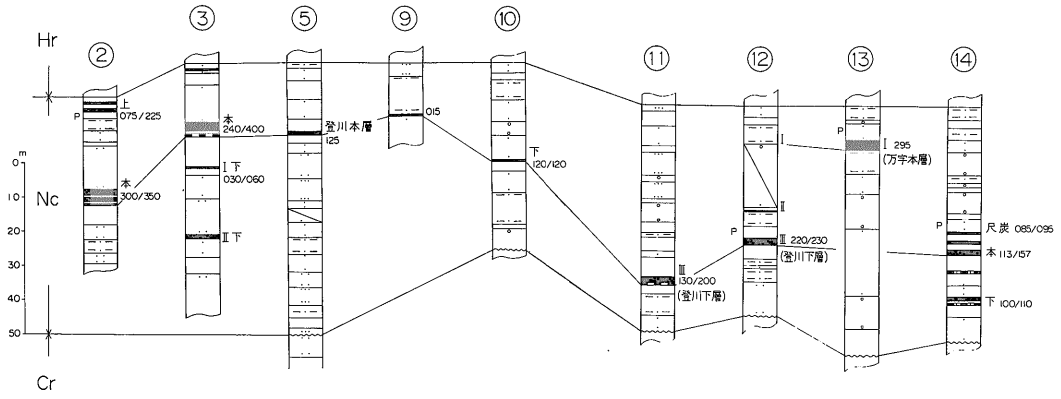 ② ③ ⑤ ⑨ ⑩ ⑪ ⑫ ⑬ ⑭
Hr
Nc
Cr
m
0
10
20
30
40
50
上
075/225
P
本
300/350
本
240/400
Ⅰ下
030/060
Ⅱ下
登川本層
125
015
下
120/120
Ⅲ
130/200
(登川下層)
Ⅰ
Ⅱ
P
Ⅲ 220/230
(登川下層)
P
Ⅰ 295
(万字本層)
P
尺炭 085/095
本 113/157
下 100/110